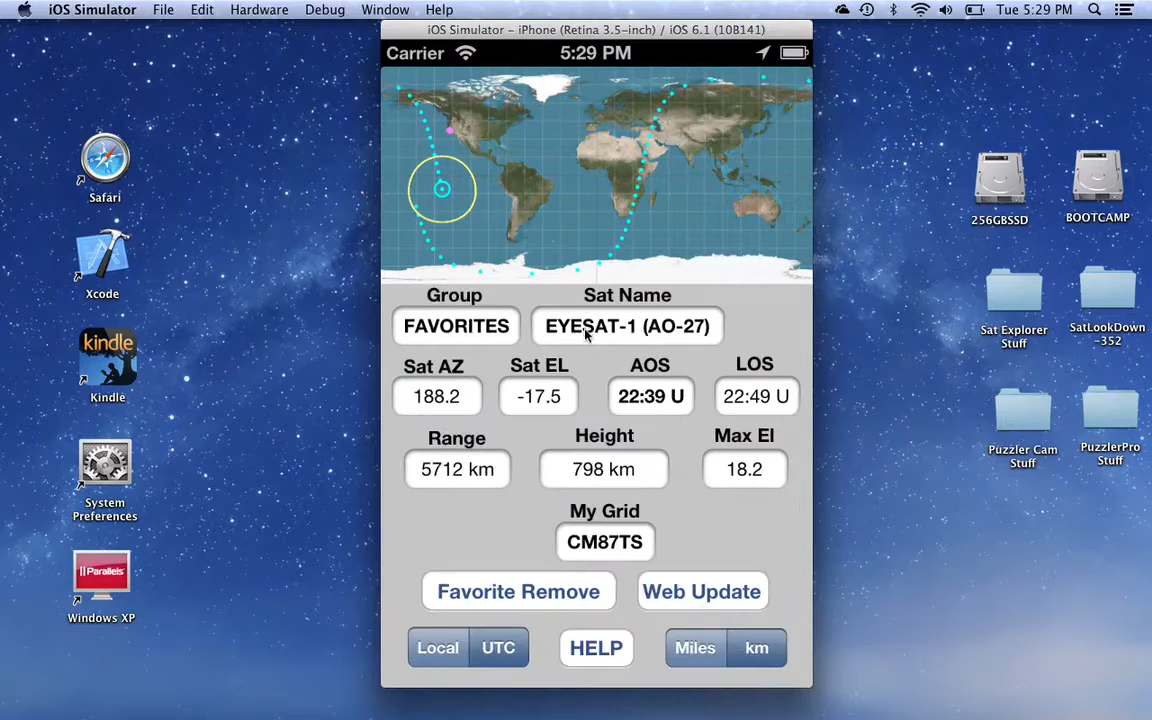 iOS Simulator File Edit Hardware Debug Window Help Tue 5:29 PM
iOS Simulator – iPhone (Retina 3.5-inch) / iOS 6.1 (10B141)
Carrier 5:29 PM
Safari
Xcode
kindle
Kindle
System
Preferences
Parallels
Windows XP
Group Sat Name
FAVORITES EYESAT-1 (AO-27)
Sat AZ Sat EL AOS LOS
188.2 -17.5 22:39 U 22:49 U
Range Height Max El
5712 km 798 km 18.2
My Grid
CM87TS
Favorite Remove Web Update
Local UTC HELP Miles km
256GBSSD BOOTCAMP
Sat Explorer
Stuff
SatLookDown
-352
Puzzler Cam
Stuff
PuzzlerPro
Stuff